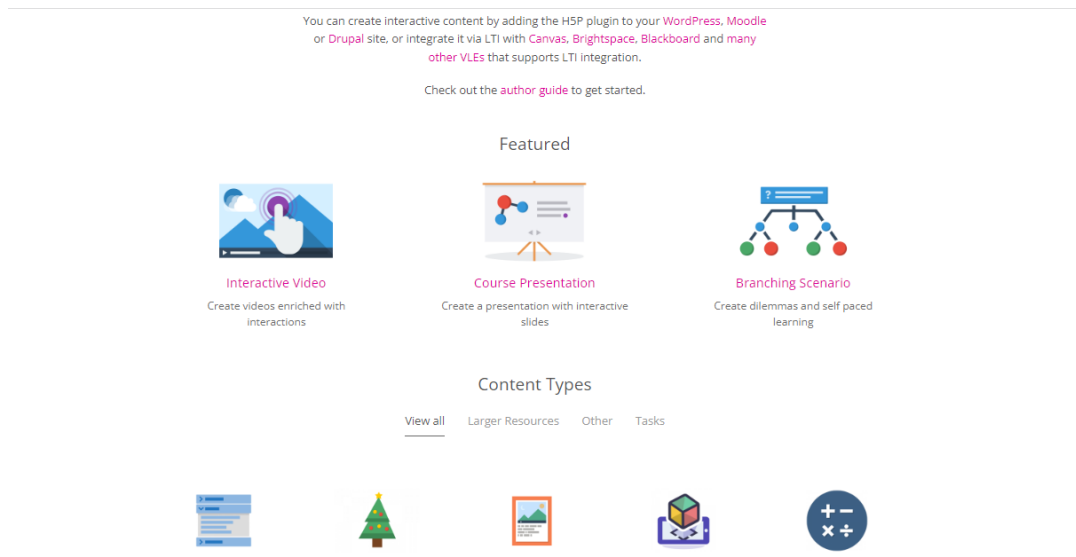 You can create interactive content by adding the H5P plugin to your WordPress, Moodle
or Drupal site, or integrate it via LTI with Canvas, Brightspace, Blackboard and many
other VLEs that supports LTI integration.
Check out the author guide to get started.
Featured
?
Interactive Video
Course Presentation
Branching Scenario
Create videos enriched with
interactions
Create a presentation with interactive
slides
Create dilemmas and self paced
learning
Content Types
View all
Larger Resources
Other
Tasks